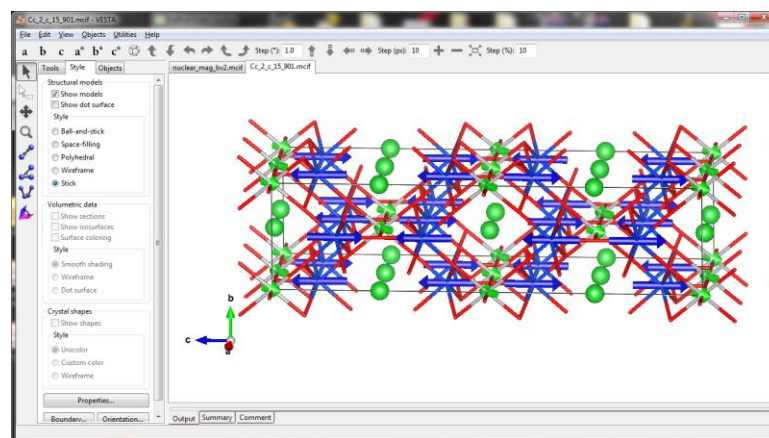 Cc_2_c_15_901.mcif - VESTA
File Edit View Objects Utilities Help
a b c a* b* c* Step (°): 1.0 Step (px): 10 Step (%): 10
Tools Style Objects
nuclear_mag_bv2.mcif Cc_2_c_15_901.mcif
Structural models
Show models
Show dot surface
Style
Ball-and-stick
Space-filling
Polyhedral
Wireframe
Stick
Volumetric data
Show sections
Show isosurfaces
Surface coloring
Style
Smooth shading
Wireframe
Dot surface
Crystal shapes
Show shapes
Style
Unicolor
Custom color
Wireframe
Properties...
Boundary... Orientation...
b
c
a
Output Summary Comment